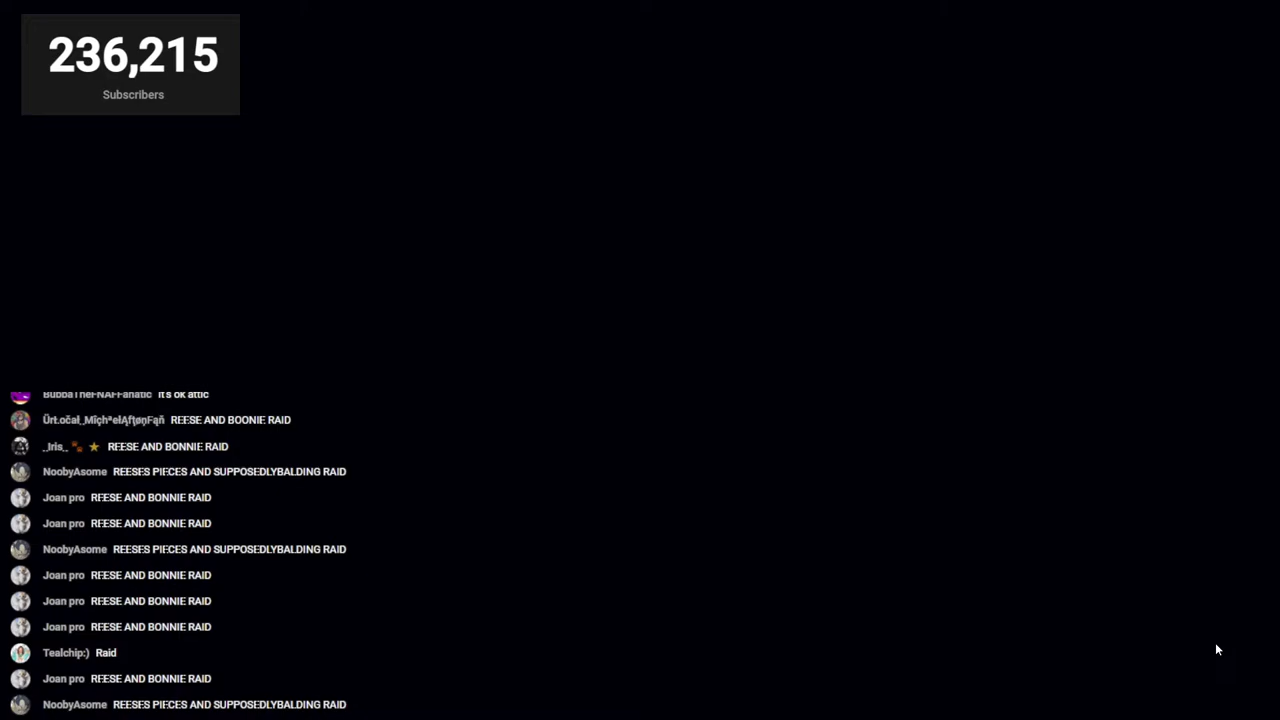 236,215
Subscribers
BubbaTheFNAFFanatic It's ok attic
REESE AND BOONIE RAID
_.Iris_. REESE AND BONNIE RAID
NoobyAsome REESES PIECES AND SUPPOSEDLYBALDING RAID
Joan pro REESE AND BONNIE RAID
Joan pro REESE AND BONNIE RAID
NoobyAsome REESES PIECES AND SUPPOSEDLYBALDING RAID
Joan pro REESE AND BONNIE RAID
Joan pro REESE AND BONNIE RAID
Joan pro REESE AND BONNIE RAID
Tealchip:) Raid
Joan pro REESE AND BONNIE RAID
NoobyAsome REESES PIECES AND SUPPOSEDLYBALDING RAID